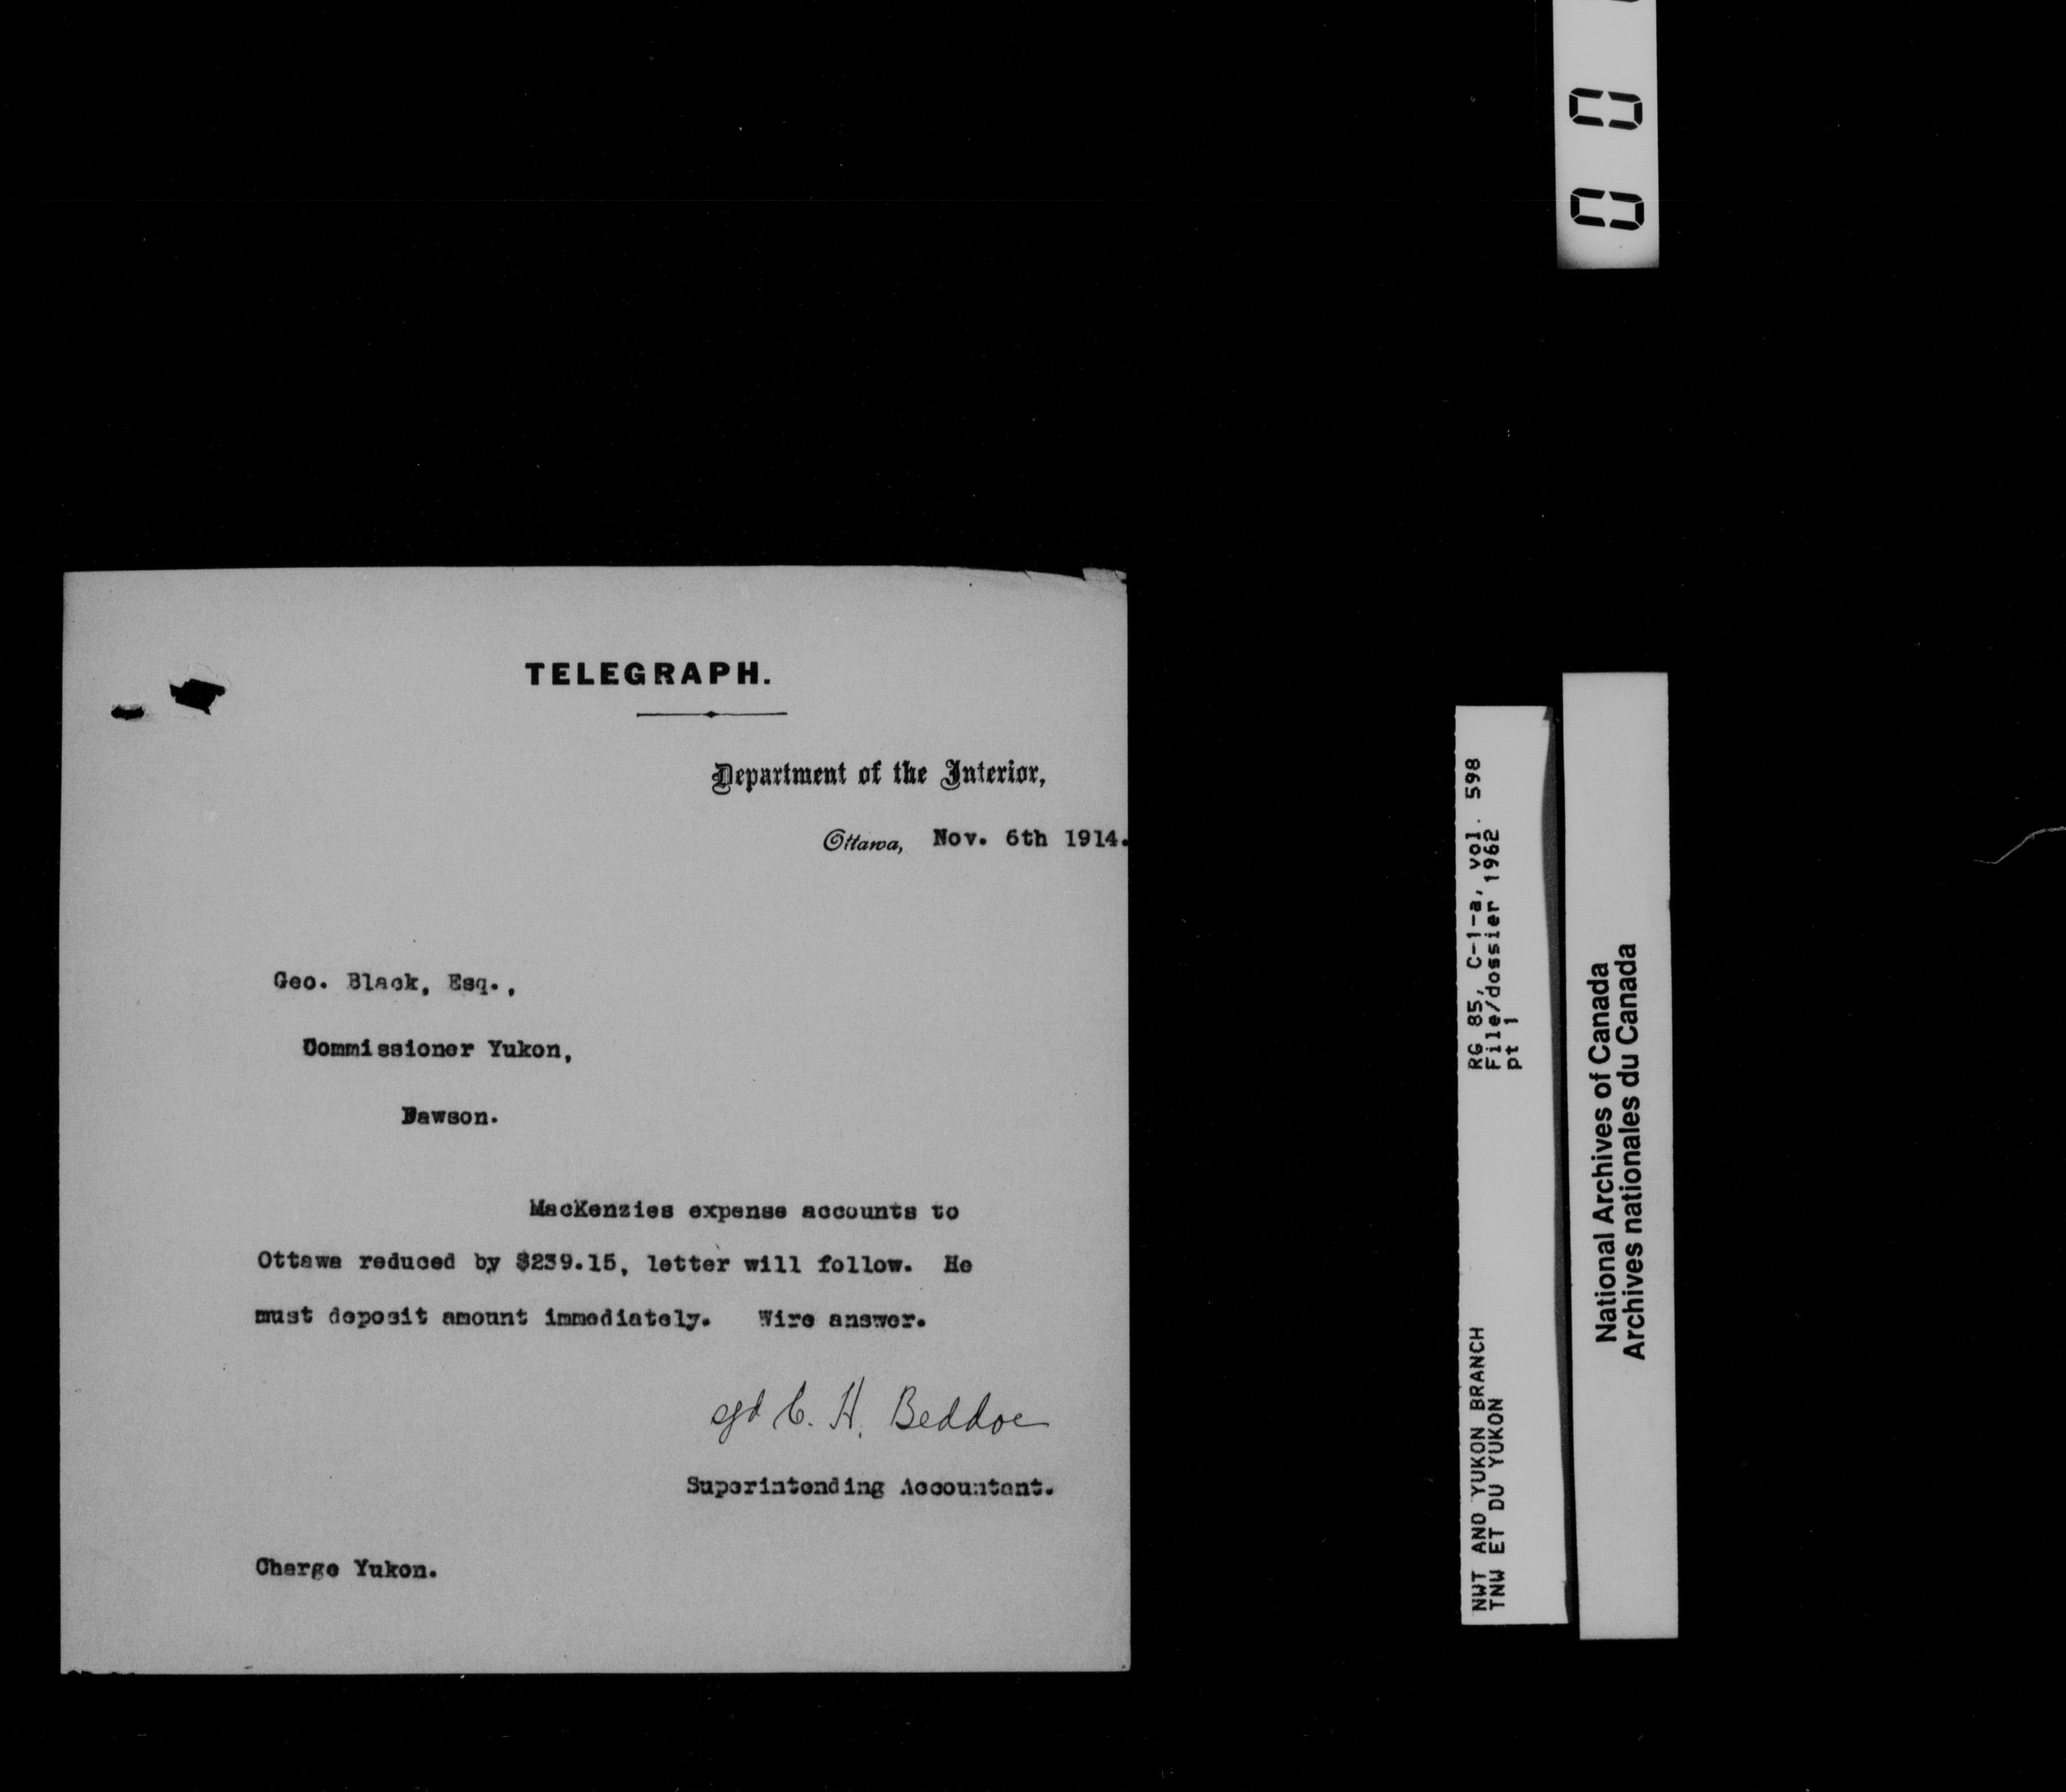 TELEGRAPH.
Department of the Interior,
Ottawa, Nov. 6th 1914.
Geo. Black, Esq.,
Commissioner Yukon,
Dawson.
MacKenzies expense accounts to
Ottawa reduced by $239.15, letter will follow. He
must deposit amount immediately. Wire answer.
sgd C. H. Beddoe
Superintending Accountant.
Charge Yukon.
NWT AND YUKON BRANCH RG 85, C-1-a, vol. 598
TNW ET DU YUKON File/dossier 1962
pt 1
National Archives of Canada
Archives nationales du Canada
0 0